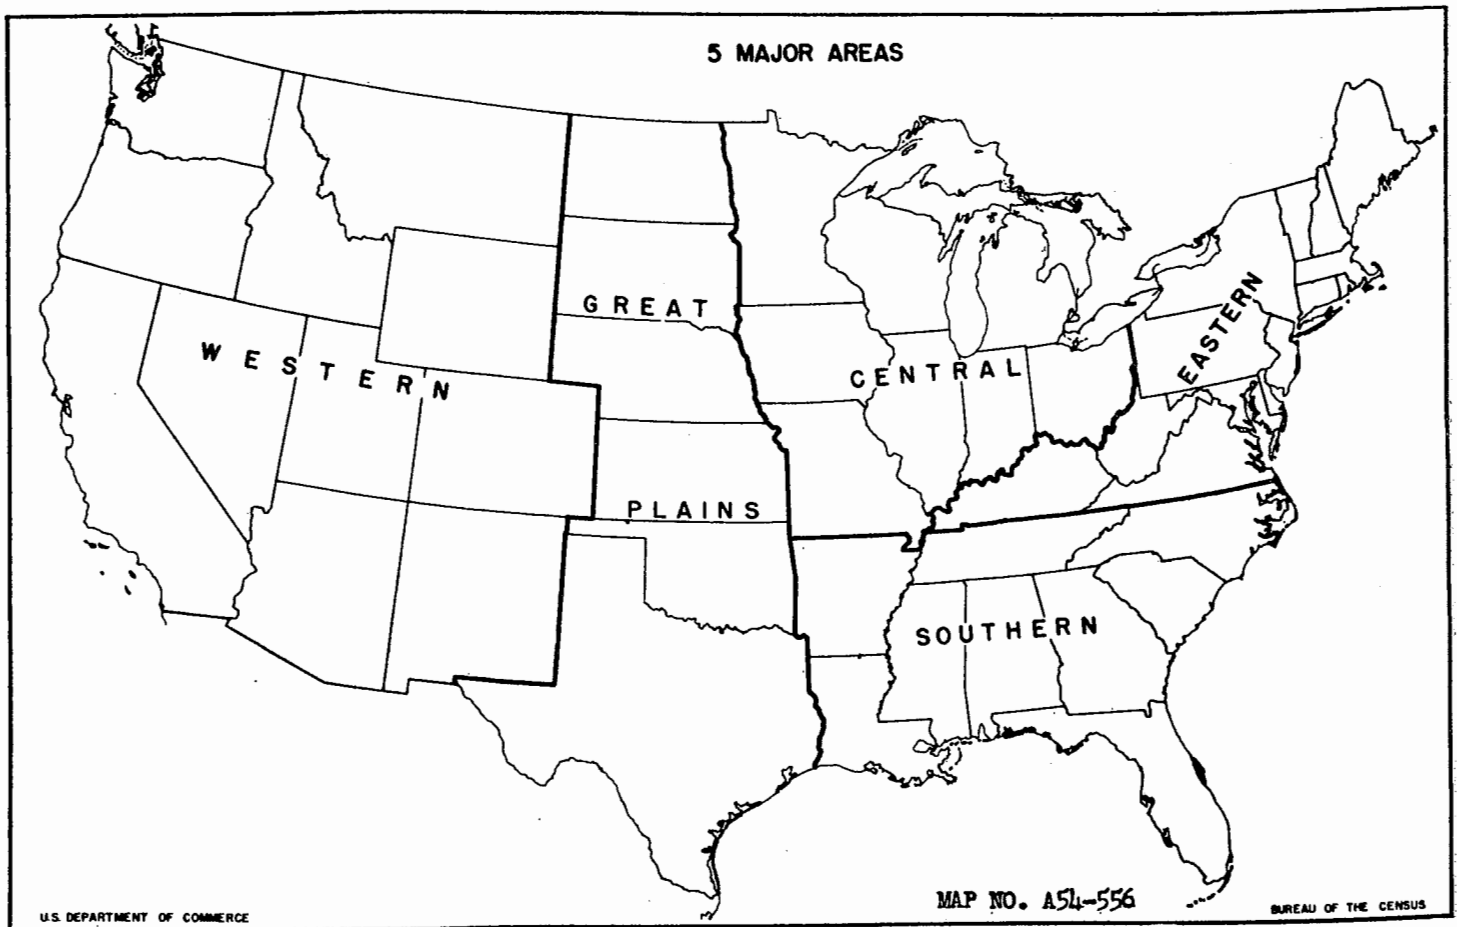 5 MAJOR AREAS
GREAT
WESTERN
CENTRAL
EASTERN
PLAINS
SOUTHERN
MAP NO. A54-556
U.S. DEPARTMENT OF COMMERCE
BUREAU OF THE CENSUS